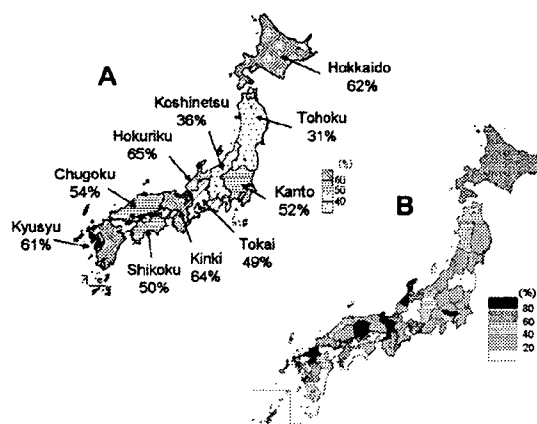 A
Hokkaido
62%
Koshinetsu
36%
Tohoku
31%
Hokuriku
65%
(%)
60
50
40
Chugoku
54%
Kanto
52%
B
Kyusyu
61%
Tokai
49%
Kinki
64%
Shikoku
50%
(%)
80
60
40
20